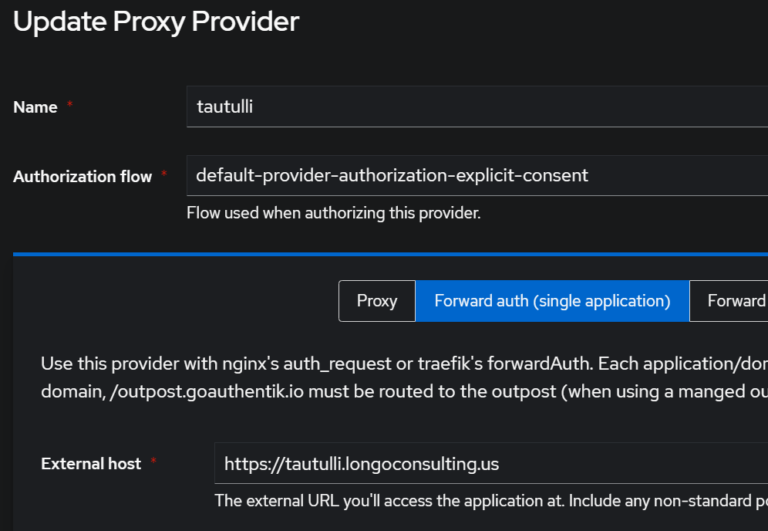 Update Proxy Provider
Name *
tautulli
Authorization flow *
default-provider-authorization-explicit-consent
Flow used when authorizing this provider.
Proxy
Forward auth (single application)
Forward
Use this provider with nginx's auth_request or traefik's forwardAuth. Each application/
domain, /outpost.goauthentik.io must be routed to the outpost (when using a manged
External host *
https://tautulli.longoconsulting.us
The external URL you'll access the application at. Include any non-standard